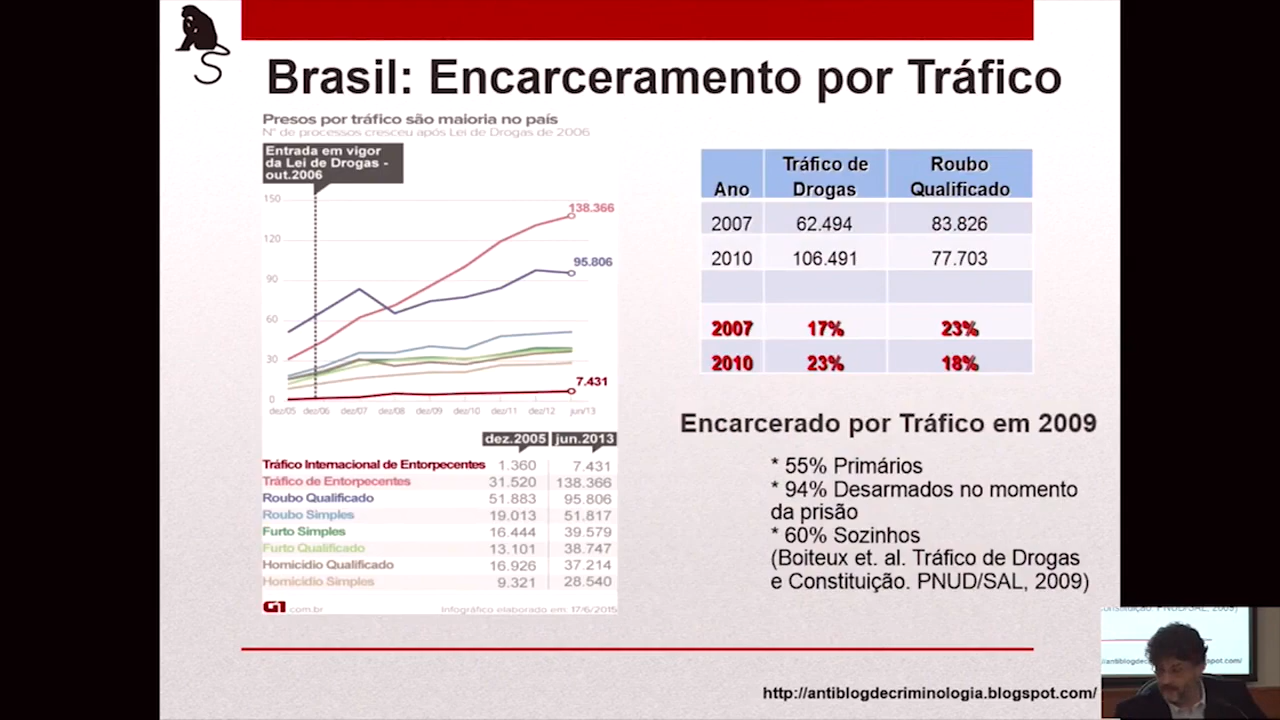 Brasil: Encarceramento por Tráfico
Presos por tráfico são maioria no país
Nº de processos cresceu após Lei de Drogas de 2006
Entrada em vigor
da Lei de Drogas -
out.2006
150
120
90
60
30
0
138.366
95.806
7.431
dez/05 dez/06 dez/07 dez/08 dez/09 dez/10 dez/11 dez/12 jun/13
dez.2005 jun.2013
Tráfico Internacional de Entorpecentes 1.360 7.431
Tráfico de Entorpecentes 31.520 138.366
Roubo Qualificado 51.883 95.806
Roubo Simples 19.013 51.817
Furto Simples 16.444 39.579
Furto Qualificado 13.101 38.747
Homicídio Qualificado 16.926 37.214
Homicídio Simples 9.321 28.540
G1 com.br Infográfico elaborado em: 17/6/2015
Ano Tráfico de Drogas Roubo Qualificado
2007 62.494 83.826
2010 106.491 77.703
2007 17% 23%
2010 23% 18%
Encarcerado por Tráfico em 2009
* 55% Primários
* 94% Desarmados no momento
da prisão
* 60% Sozinhos
(Boiteux et. al. Tráfico de Drogas
e Constituição. PNUD/SAL, 2009)
http://antiblogdecriminologia.blogspot.com/